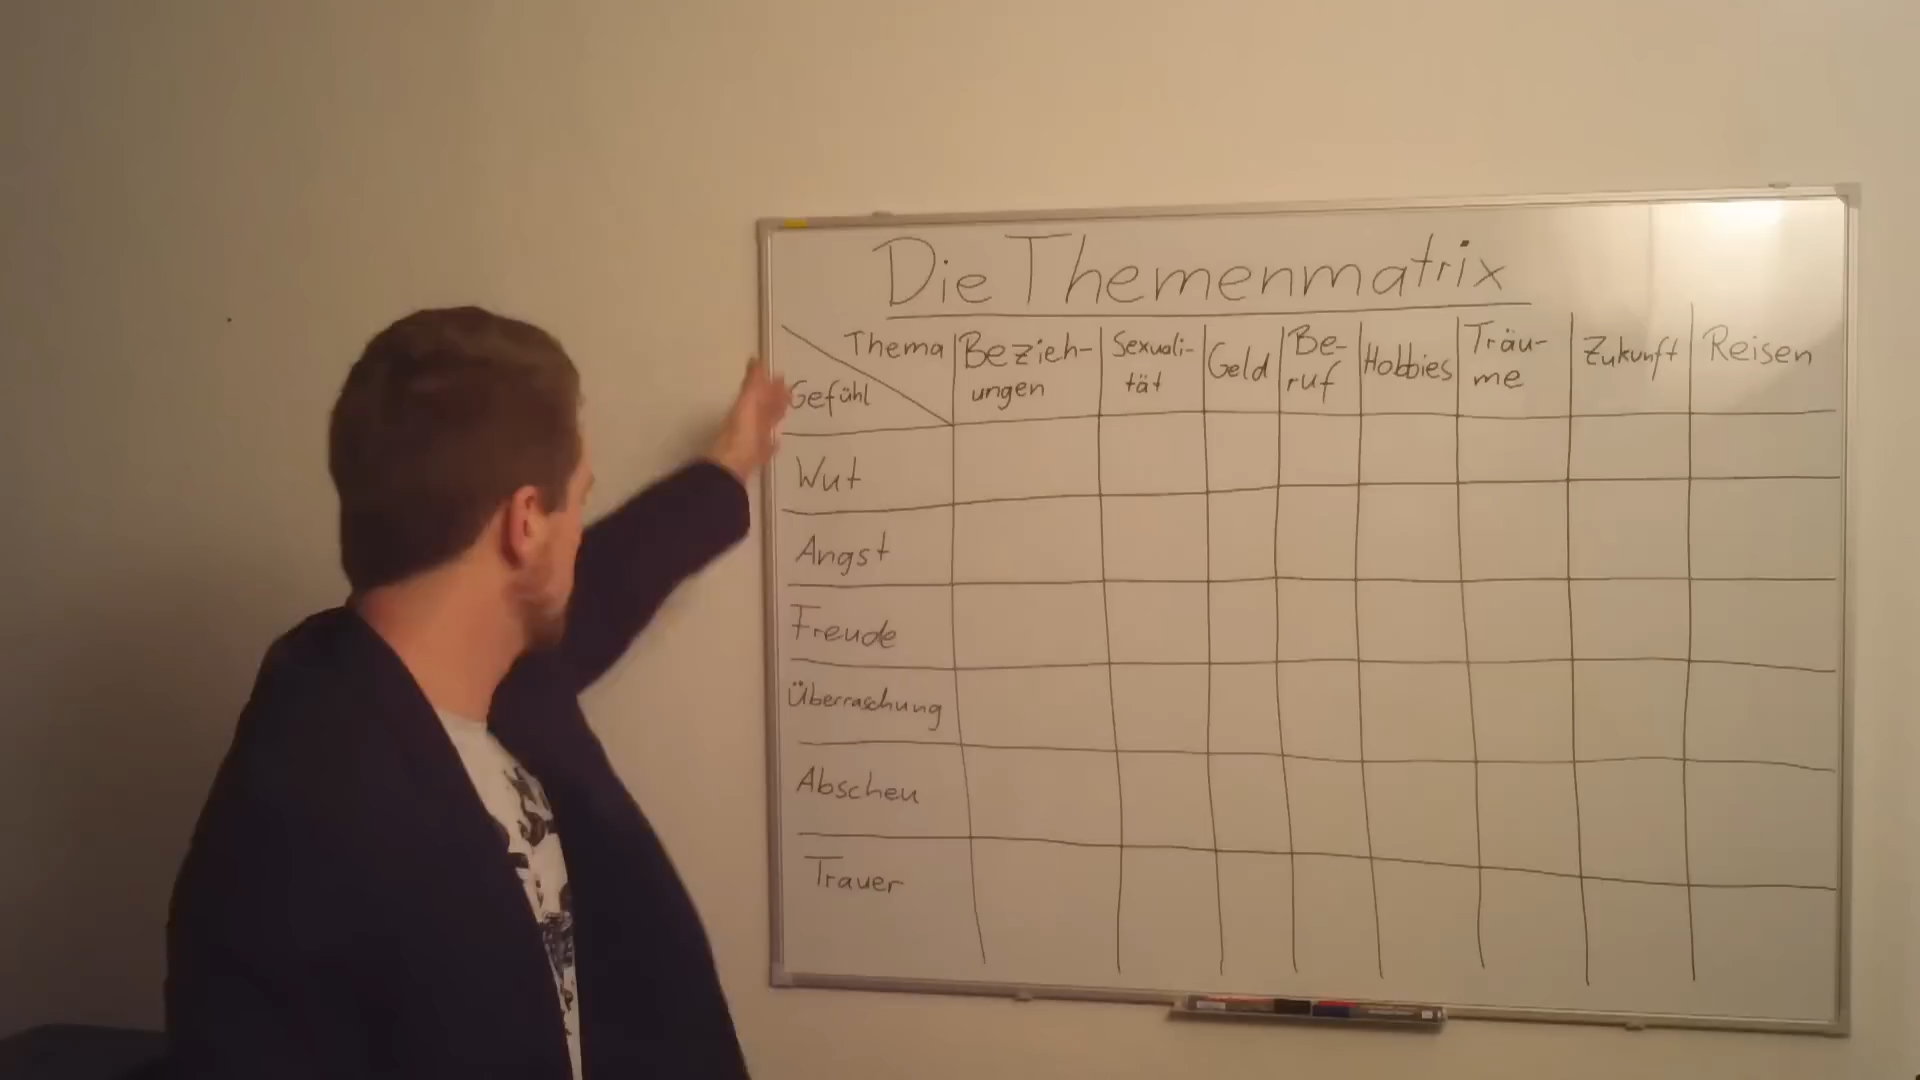 Die Themenmatrix
Thema
Gefühl
Bezieh-
ungen
Sexuali-
tät
Geld
Be-
ruf
Hobbies
Träu-
me
Zukunft
Reisen
Wut
Angst
Freude
Überraschung
Abscheu
Trauer